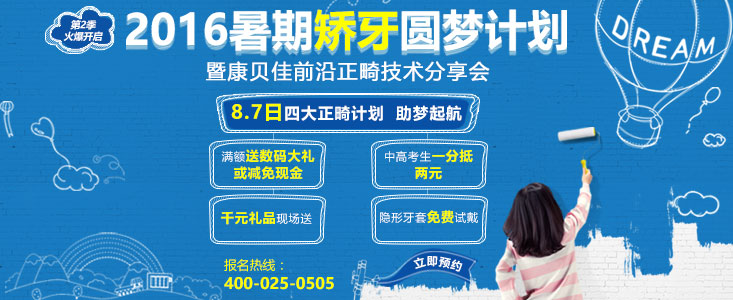 第2季
火爆开启
2016暑期矫牙圆梦计划
暨康贝佳前沿正畸技术分享会
8.7日四大正畸计划 助梦起航
满额送数码大礼
或减免现金
中高考生一分抵
两元
千元礼品现场送
隐形牙套免费试戴
报名热线：
400-025-0505
立即预约
DREAM